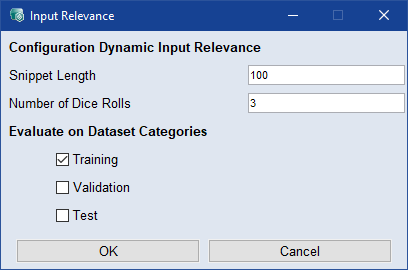 Input Relevance
Configuration Dynamic Input Relevance
Snippet Length 100
Number of Dice Rolls 3
Evaluate on Dataset Categories
Training
Validation
Test
OK Cancel